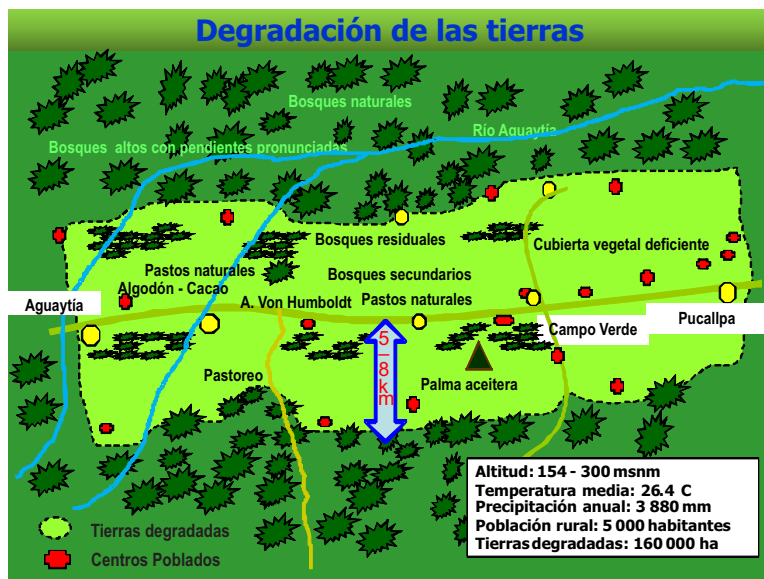 Degradación de las tierras
Bosques naturales
Río Aguaytía
Bosques altos con pendientes pronunciadas
Bosques residuales
Cubierta vegetal deficiente
Pastos naturales
Bosques secundarios
Algodón - Cacao
Aguaytía
A. Von Humboldt
Pastos naturales
Pucallpa
Campo Verde
5 – 8 km
Pastoreo
Palma aceitera
Altitud: 154 - 300 msnm
Temperatura media: 26.4 C
Precipitación anual: 3 880 mm
Población rural: 5 000 habitantes
Tierras degradadas: 160 000 ha
Tierras degradadas
Centros Poblados